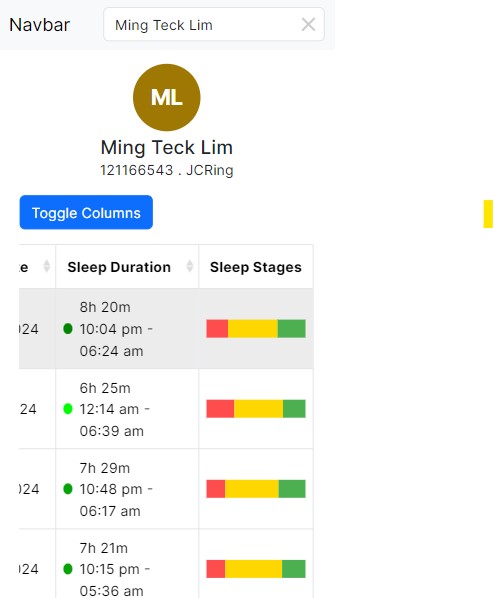 Navbar
Ming Teck Lim
ML
Ming Teck Lim
121166543 . JCRing
Toggle Columns
e Sleep Duration Sleep Stages
8h 20m
024 10:04 pm -
06:24 am
6h 25m
24 12:14 am -
06:39 am
7h 29m
024 10:48 pm -
06:17 am
7h 21m
024 10:15 pm -
05:36 am